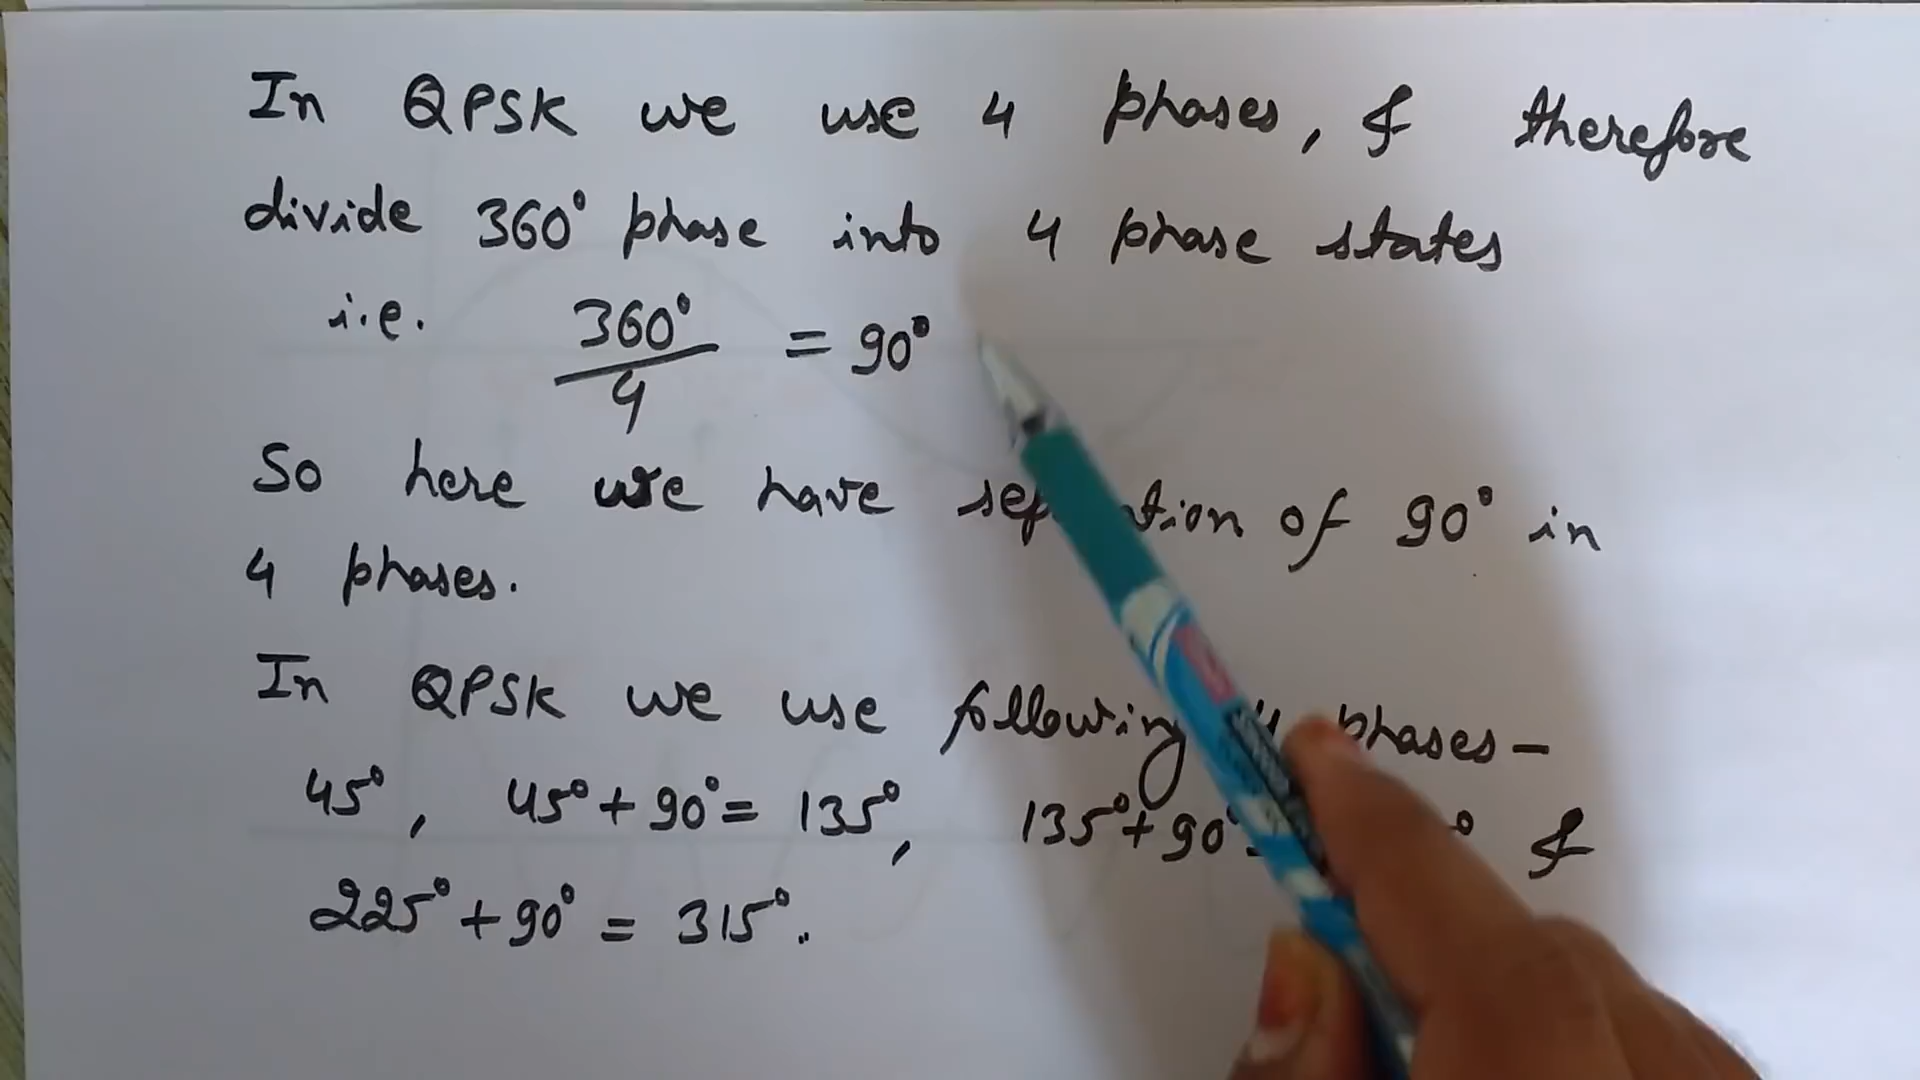 In QPSK we use 4 phases, & therefore
divide 360° phase into 4 phase states
i.e. 360°/4 = 90°
So here we have of 90° in
4 phases.
In QPSK we use following phases -
45°, 45° + 90° = 135°, 135° + 90° &
225° + 90° = 315°.